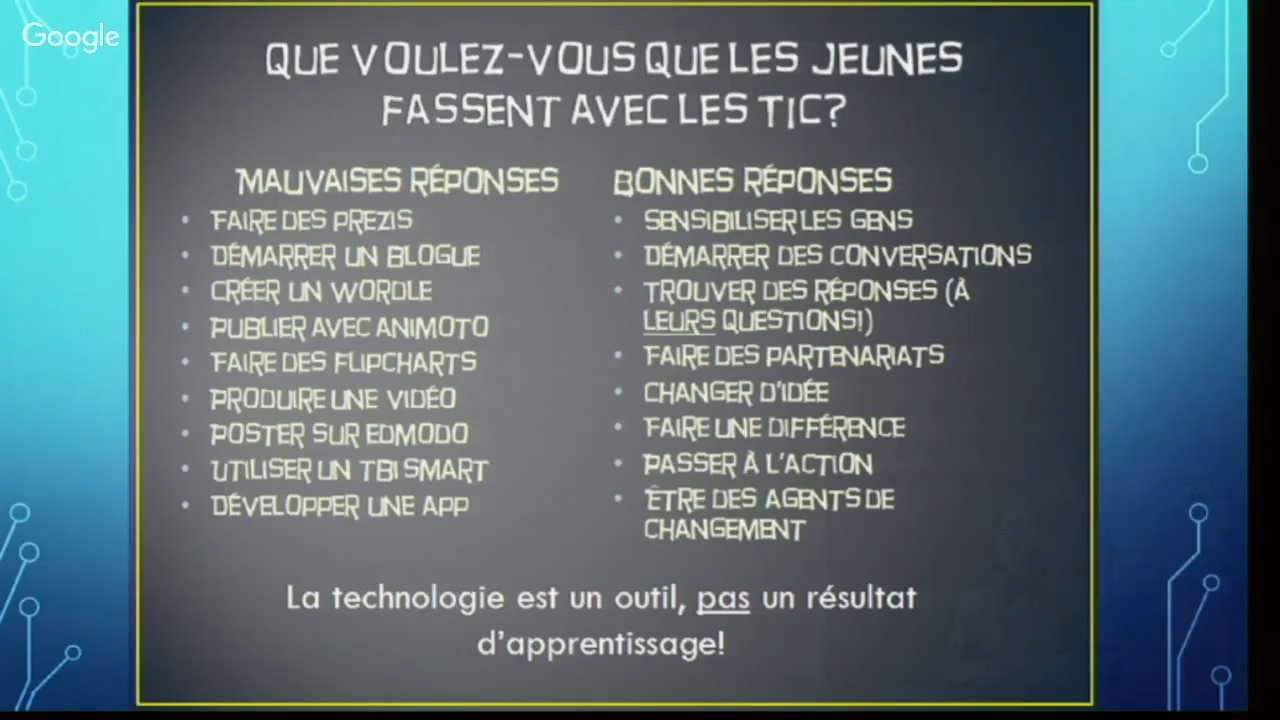 Google
QUE VOULEZ-VOUS QUE LES JEUNES
FASSENT AVEC LES TIC?
MAUVAISES RÉPONSES
• FAIRE DES PREZIS
• DÉMARRER UN BLOGUE
• CRÉER UN WORDLE
• PUBLIER AVEC ANIMOTO
• FAIRE DES FLIPCHARTS
• PRODUIRE UNE VIDÉO
• POSTER SUR EDMODO
• UTILISER UN TBI SMART
• DÉVELOPPER UNE APP
BONNES RÉPONSES
• SENSIBILISER LES GENS
• DÉMARRER DES CONVERSATIONS
• TROUVER DES RÉPONSES (À
LEURS QUESTIONS!)
• FAIRE DES PARTENARIATS
• CHANGER D'IDÉE
• FAIRE UNE DIFFÉRENCE
• PASSER À L'ACTION
• ÊTRE DES AGENTS DE
CHANGEMENT
La technologie est un outil, pas un résultat
d'apprentissage!